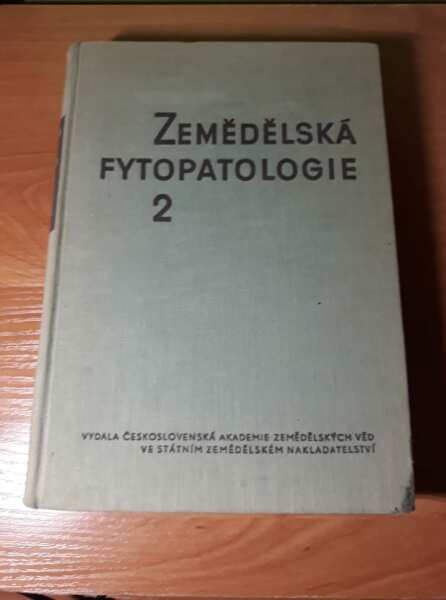 ZEMĚDĚLSKÁ
FYTOPATOLOGIE
2
VYDALA ČESKOSLOVENSKÁ AKADEMIE ZEMĚDĚLSKÝCH VĚD
VE STÁTNÍM ZEMĚDĚLSKÉM NAKLADATELSTVÍ